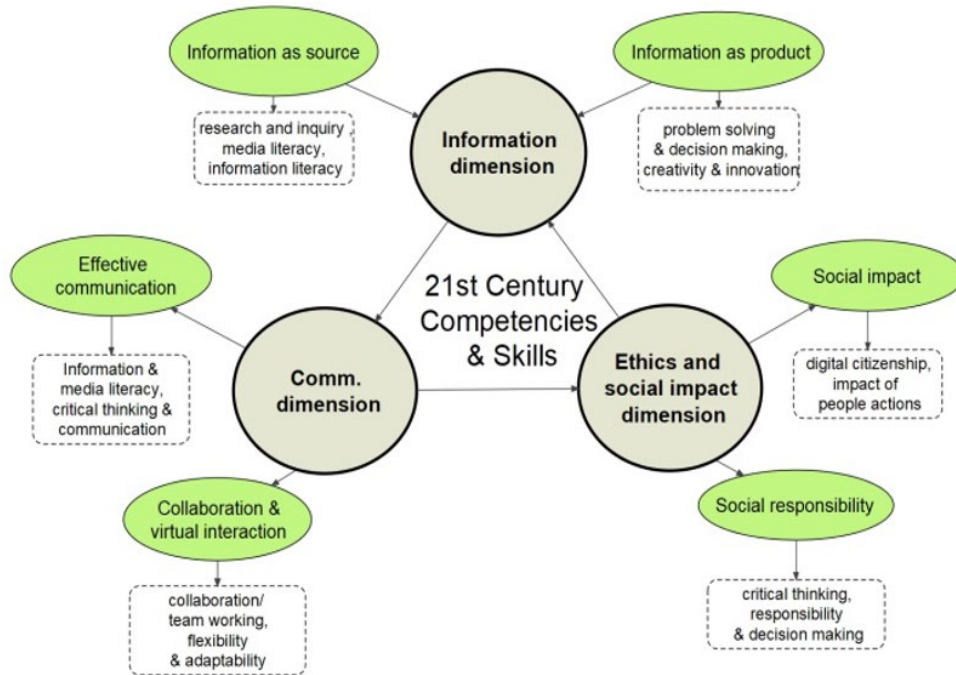 Information as source
research and inquiry ,
media literacy,
information literacy
Information as product
problem solving
& decision making,
creativity & innovation
Information
dimension
21st Century
Competencies
& Skills
Effective
communication
Information &
media literacy,
critical thinking &
communication
Comm.
dimension
Collaboration &
virtual interaction
collaboration/
team working,
flexibility
& adaptability
Ethics and
social impact
dimension
Social impact
digital citizenship,
impact of
people actions
Social responsibility
critical thinking,
responsibility
& decision making